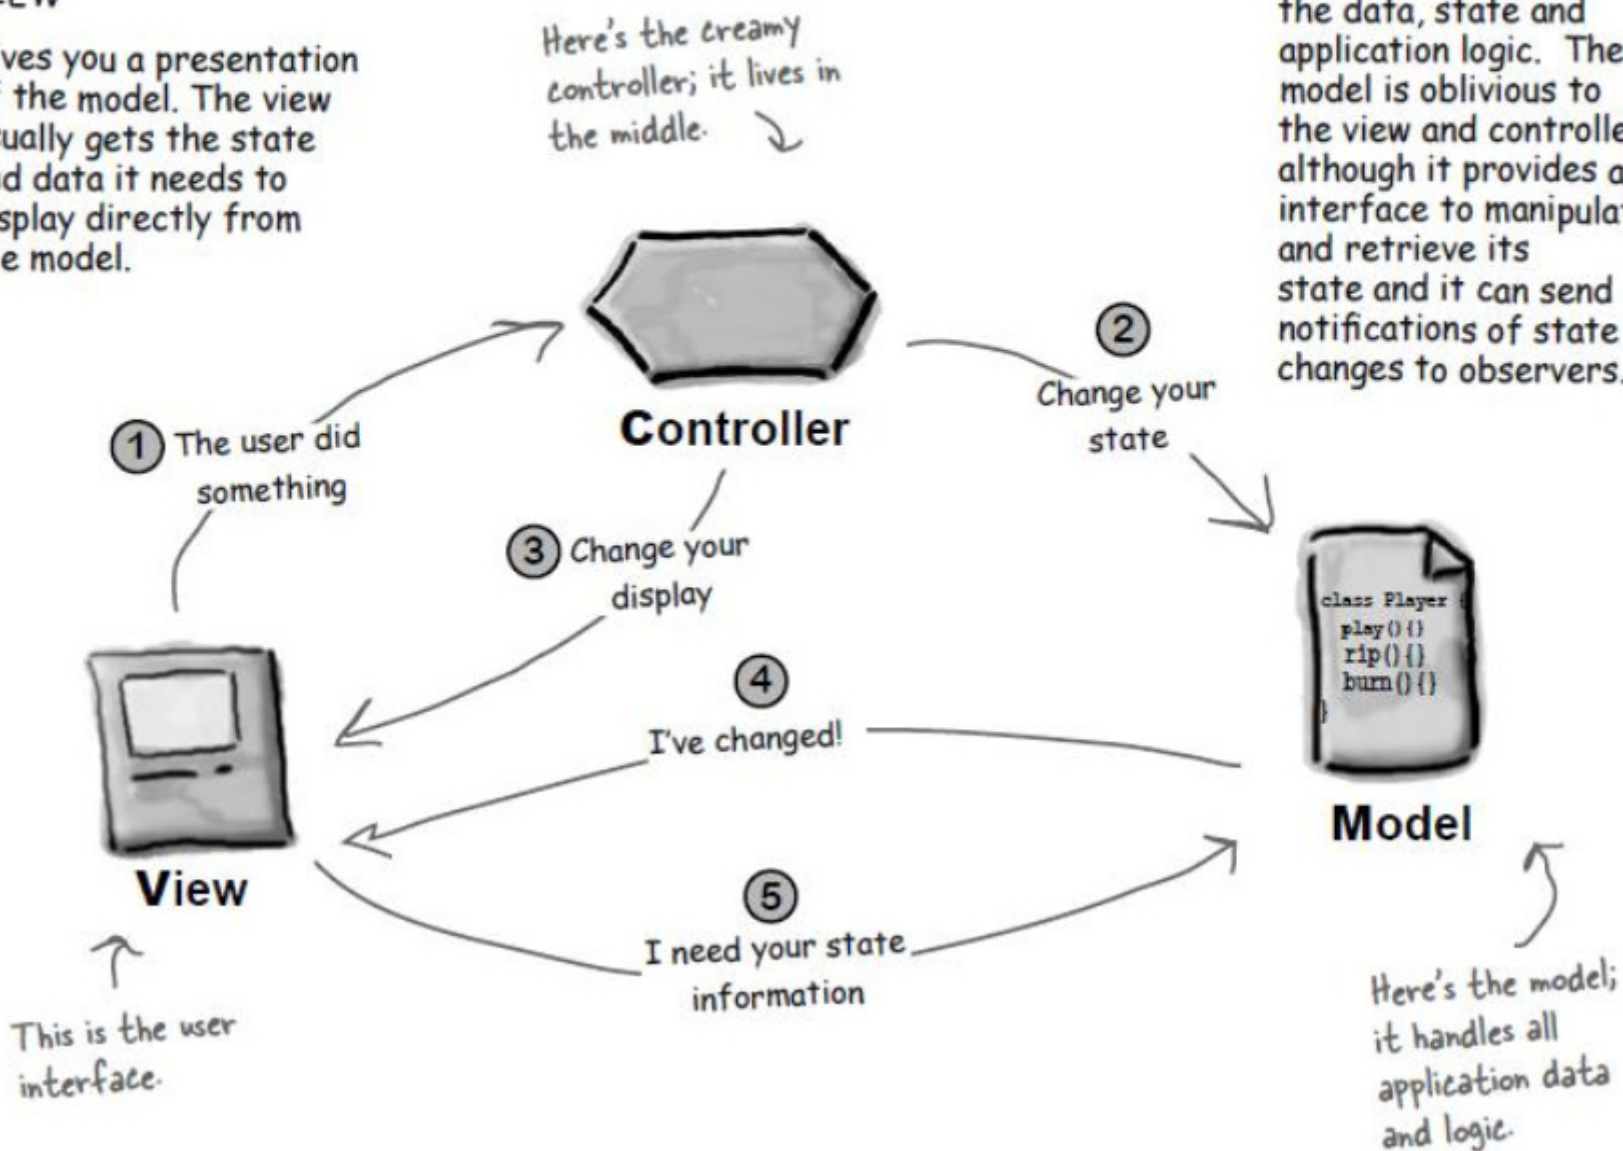 ves you a presentation
the model. The view
ually gets the state
d data it needs to
splay directly from
e model.
Here's the creamy
controller; it lives in
the middle.
the data, state and
application logic. The
model is oblivious to
the view and controlle
although it provides a
interface to manipulat
and retrieve its
state and it can send
notifications of state
changes to observers.
1 The user did
something
Controller
2
Change your
state
3 Change your
display
class Player {
play(){}
rip(){}
burn(){}
}
4
I've changed!
Model
View
5
I need your state
information
This is the user
interface.
Here's the model;
it handles all
application data
and logic.